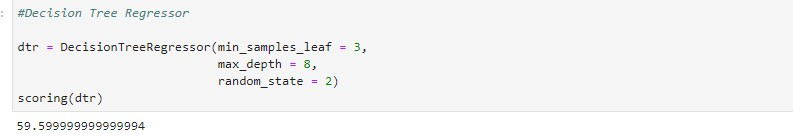 #Decision Tree Regressor
dtr = DecisionTreeRegressor(min_samples_leaf = 3,
max_depth = 8,
random_state = 2)
scoring(dtr)
59.599999999999994